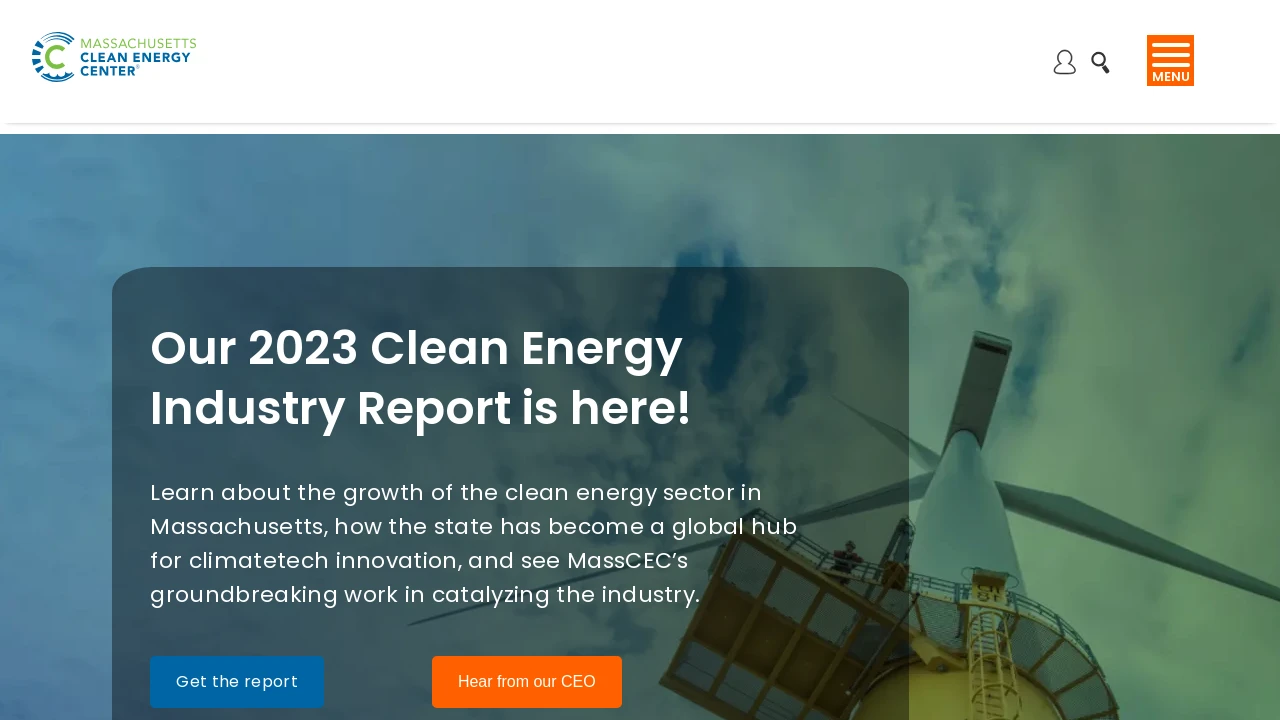 MASSACHUSETTS
CLEAN ENERGY
CENTER
MENU
Our 2023 Clean Energy
Industry Report is here!
Learn about the growth of the clean energy sector in
Massachusetts, how the state has become a global hub
for climatetech innovation, and see MassCEC’s
groundbreaking work in catalyzing the industry.
Get the report
Hear from our CEO